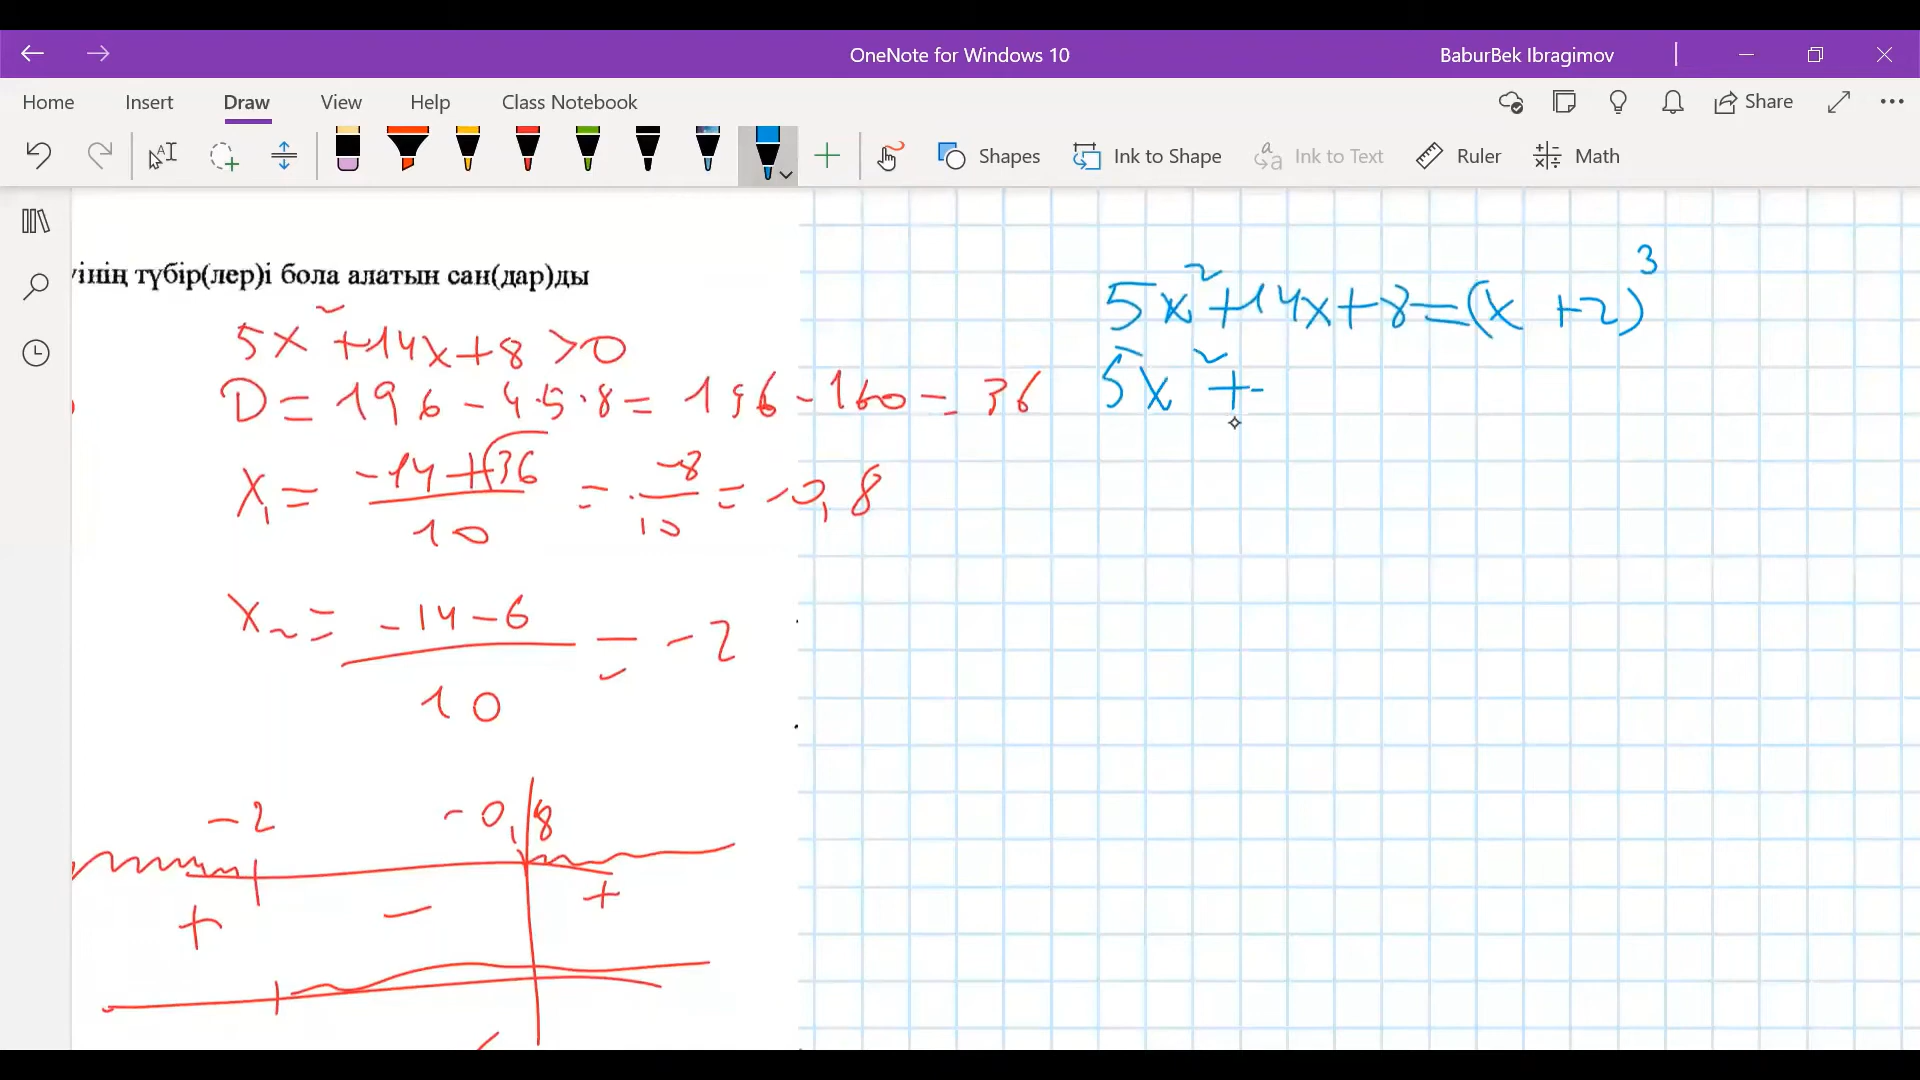 OneNote for Windows 10
BaburBek Ibragimov
Home Insert Draw View Help Class Notebook
Share
Shapes Ink to Shape Ink to Text Ruler Math
інің түбір(лер)і бола алатын сан(дар)ды
5x²+14x+8>0
D=196-4·5·8=196-160=36
x₁=(-14+√36)/10=-8/10=-0,8
x₂=(-14-6)/10=-2
-2 -0,8
+ - +
5x²+14x+8=(x+2)³
5x²+-